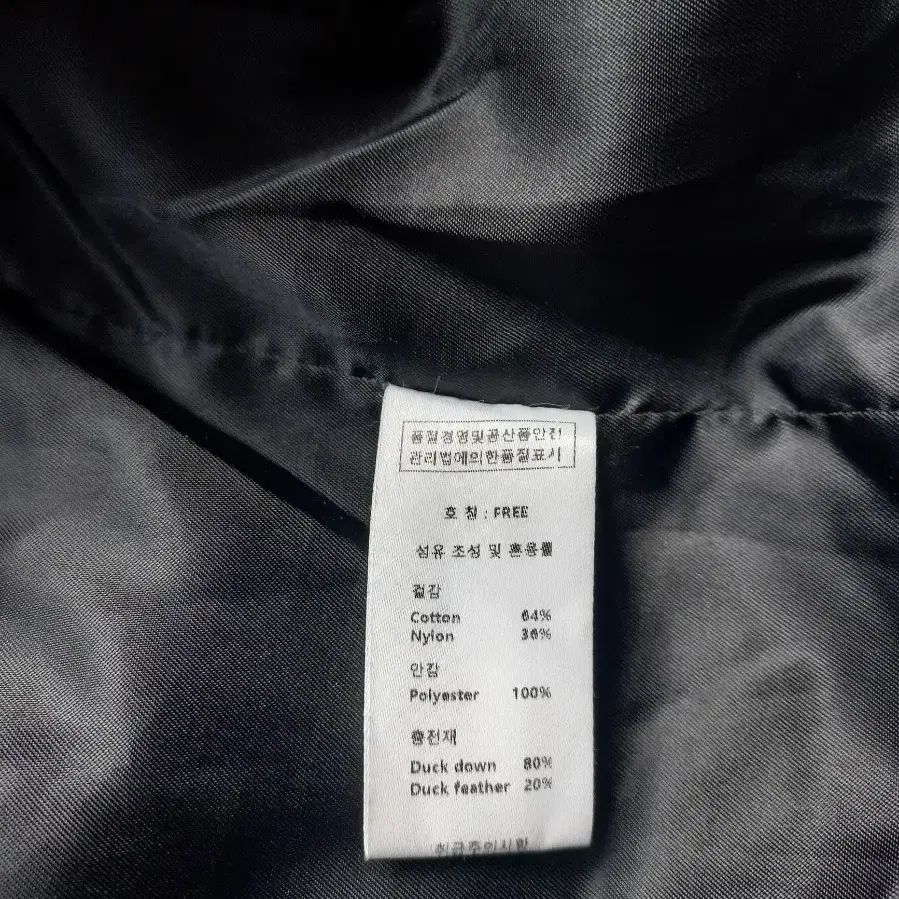 품질경영및공산품안전
관리법에의한품질표시
호 칭 : FREE
섬유 조성 및 혼용률
겉감
Cotton 64%
Nylon 36%
안감
Polyester 100%
충전재
Duck down 80%
Duck feather 20%
취급주의사항